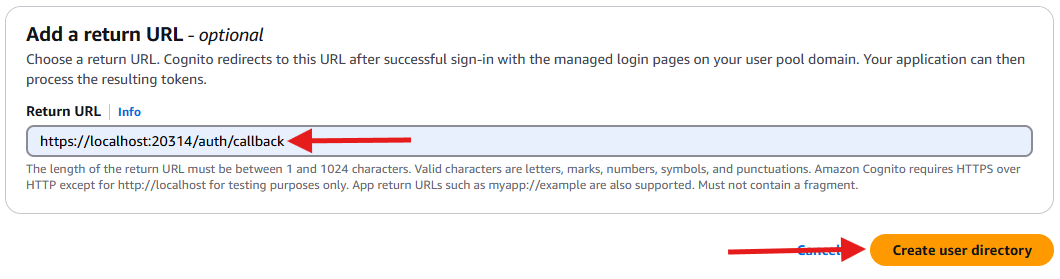 Add a return URL - optional
Choose a return URL. Cognito redirects to this URL after successful sign-in with the managed login pages on your user pool domain. Your application can then
process the resulting tokens.
Return URL Info
https://localhost:20314/auth/callback
The length of the return URL must be between 1 and 1024 characters. Valid characters are letters, marks, numbers, symbols, and punctuations. Amazon Cognito requires HTTPS over
HTTP except for http://localhost for testing purposes only. App return URLs such as myapp://example are also supported. Must not contain a fragment.
Cancel Create user directory